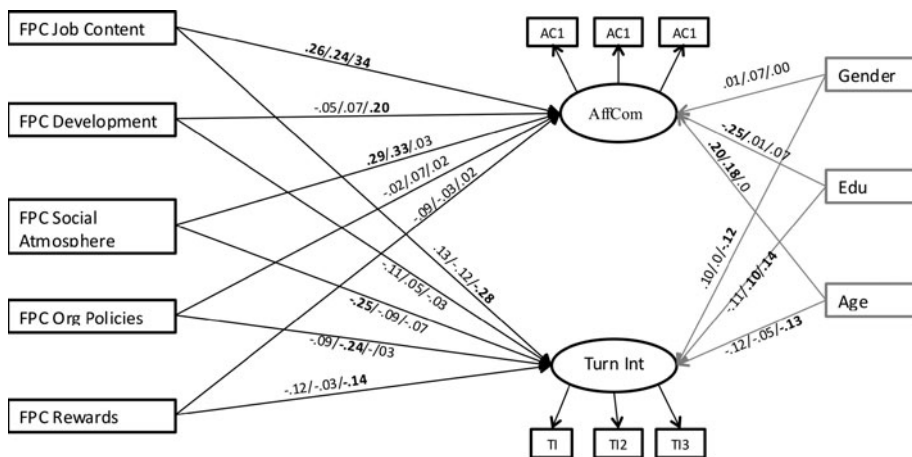 FPC Job Content
FPC Development
FPC Social
Atmosphere
FPC Org Policies
FPC Rewards
AC1
AC1
AC1
AffCom
Turn Int
TI
TI2
TI3
Gender
Edu
Age
.26/.24/34
-.05/.07/.20
.29/.33/.03
-.02/.07/.02
-.09/-.03/.02
.13/-.12/-.28
-.11/.05/-.03
-.25/-.09/-.07
-.09/-.24/-/03
-.12/-.03/-.14
.01/.07/.00
-.25/.01/.07
.20/.18/.0
.10/.0/-.12
-.11/.10/.14
-.12/-.05/-.13